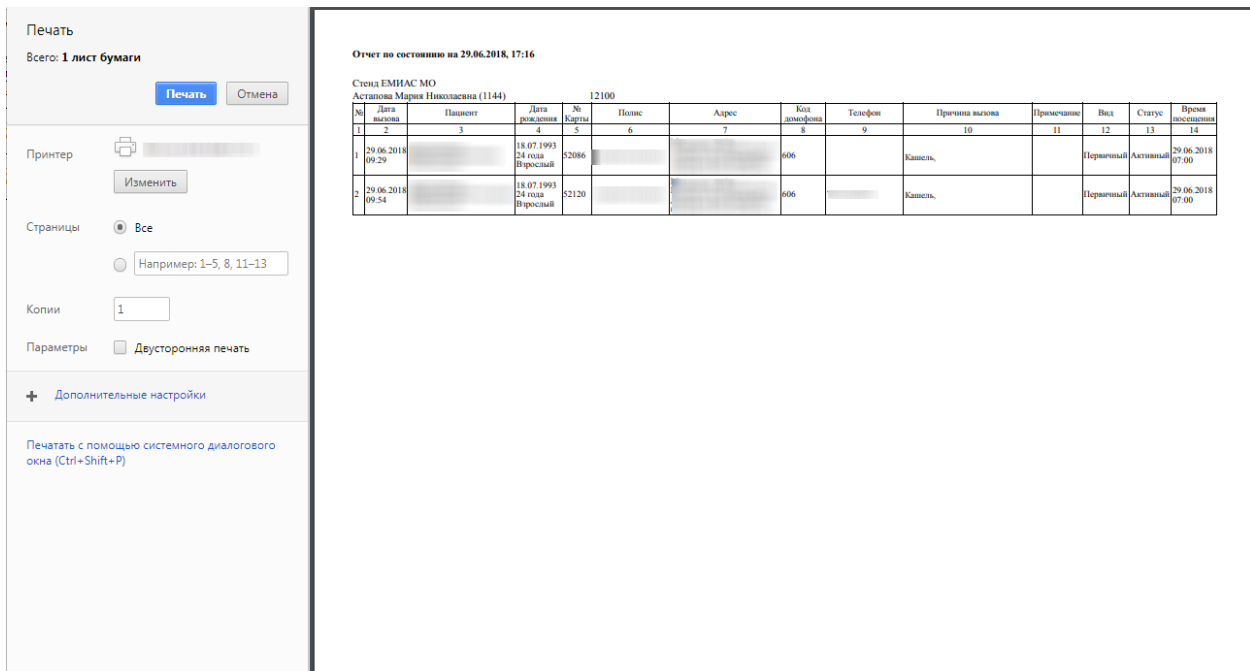 Печать
Всего: 1 лист бумаги
Печать Отмена
Принтер
Изменить
Страницы Все
Например: 1–5, 8, 11–13
Копии 1
Параметры Двусторонняя печать
+ Дополнительные настройки
Печатать с помощью системного диалогового
окна (Ctrl+Shift+P)
Отчет по состоянию на 29.06.2018, 17:16
Стенд ЕМИАС МО
Астапова Мария Николаевна (1144) 12100
№ Дата вызова Пациент Дата рождения № Карты Полис Адрес Код домофона Телефон Причина вызова Примечание Вид Статус Время посещения
1 2 3 4 5 6 7 8 9 10 11 12 13 14
1 29.06.2018 09:29 18.07.1993 24 года Взрослый 52086 606 Кашель, Первичный Активный 29.06.2018 07:00
2 29.06.2018 09:54 18.07.1993 24 года Взрослый 52120 606 Кашель, Первичный Активный 29.06.2018 07:00